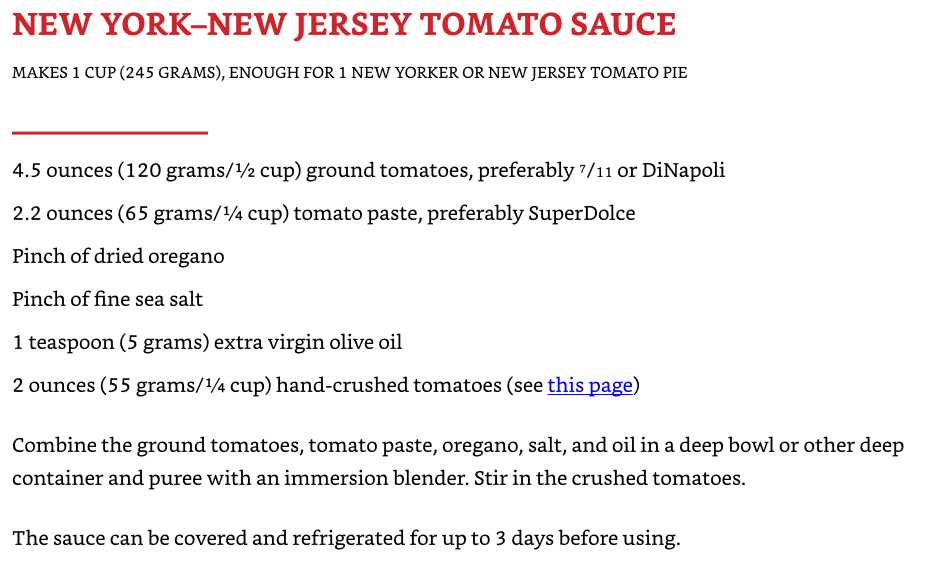 NEW YORK–NEW JERSEY TOMATO SAUCE
MAKES 1 CUP (245 GRAMS), ENOUGH FOR 1 NEW YORKER OR NEW JERSEY TOMATO PIE
4.5 ounces (120 grams/½ cup) ground tomatoes, preferably ⁷/₁₁ or DiNapoli
2.2 ounces (65 grams/¼ cup) tomato paste, preferably SuperDolce
Pinch of dried oregano
Pinch of fine sea salt
1 teaspoon (5 grams) extra virgin olive oil
2 ounces (55 grams/¼ cup) hand-crushed tomatoes (see this page)
Combine the ground tomatoes, tomato paste, oregano, salt, and oil in a deep bowl or other deep
container and puree with an immersion blender. Stir in the crushed tomatoes.
The sauce can be covered and refrigerated for up to 3 days before using.